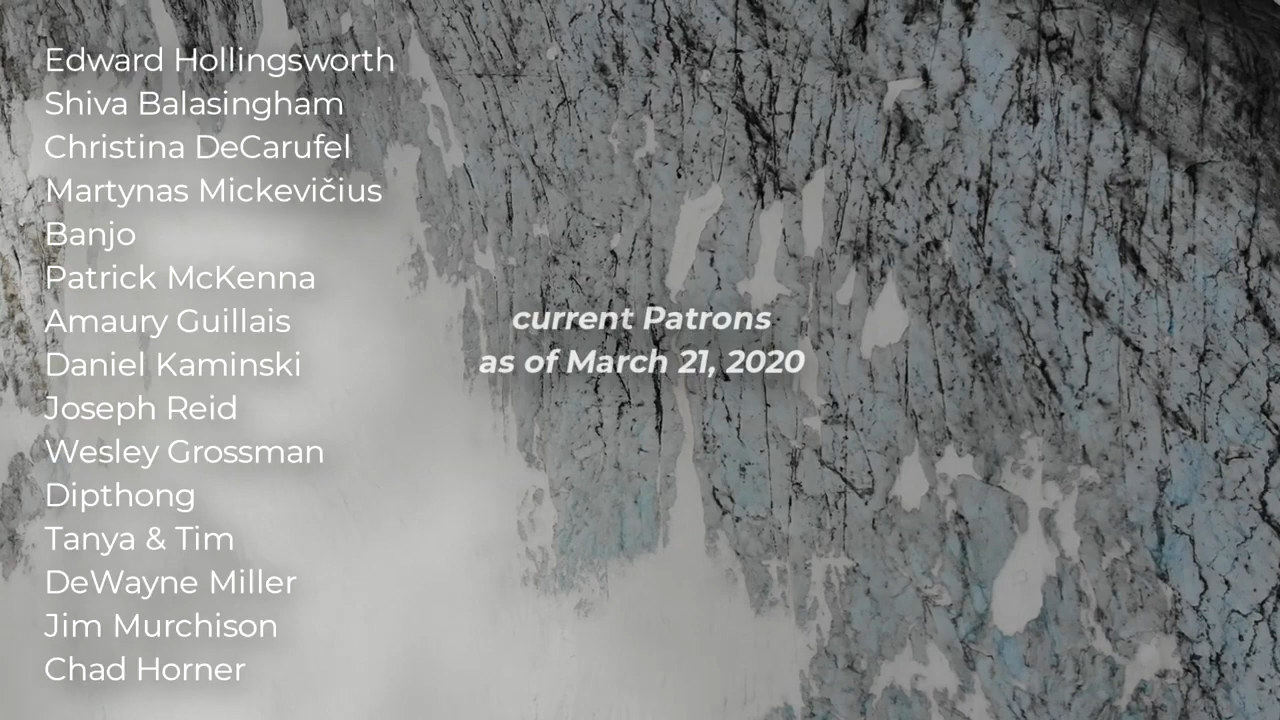 Edward Hollingsworth
Shiva Balasingham
Christina DeCarufel
Martynas Mickevičius
Banjo
Patrick McKenna
Amaury Guillais
Daniel Kaminski
Joseph Reid
Wesley Grossman
Dipthong
Tanya & Tim
DeWayne Miller
Jim Murchison
Chad Horner
current Patrons
as of March 21, 2020